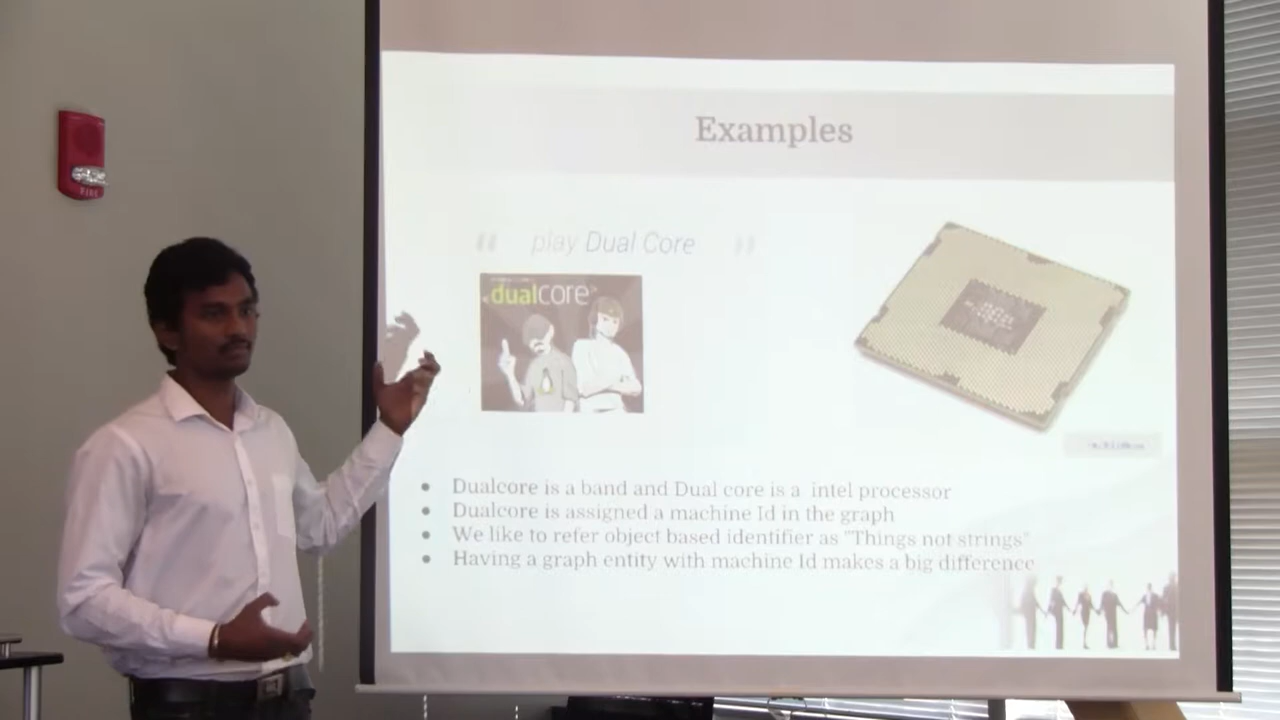 Examples
FIRE
" play Dual Core "
dualcore
● Dualcore is a band and Dual core is a intel processor
● Dualcore is assigned a machine Id in the graph
● We like to refer object based identifier as "Things not strings"
● Having a graph entity with machine Id makes a big difference